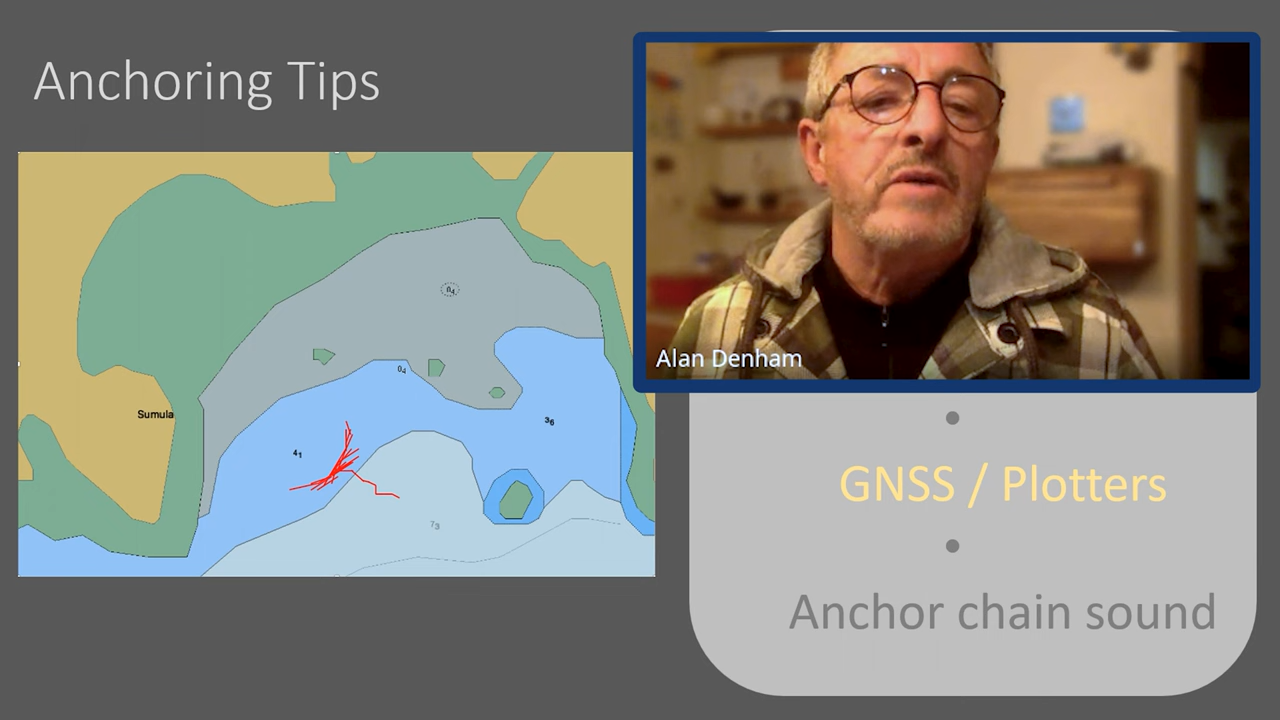 Anchoring Tips
Alan Denham
0₄
0₄
Sumula
3₆
4₁
7₃
• GNSS / Plotters
• Anchor chain sound